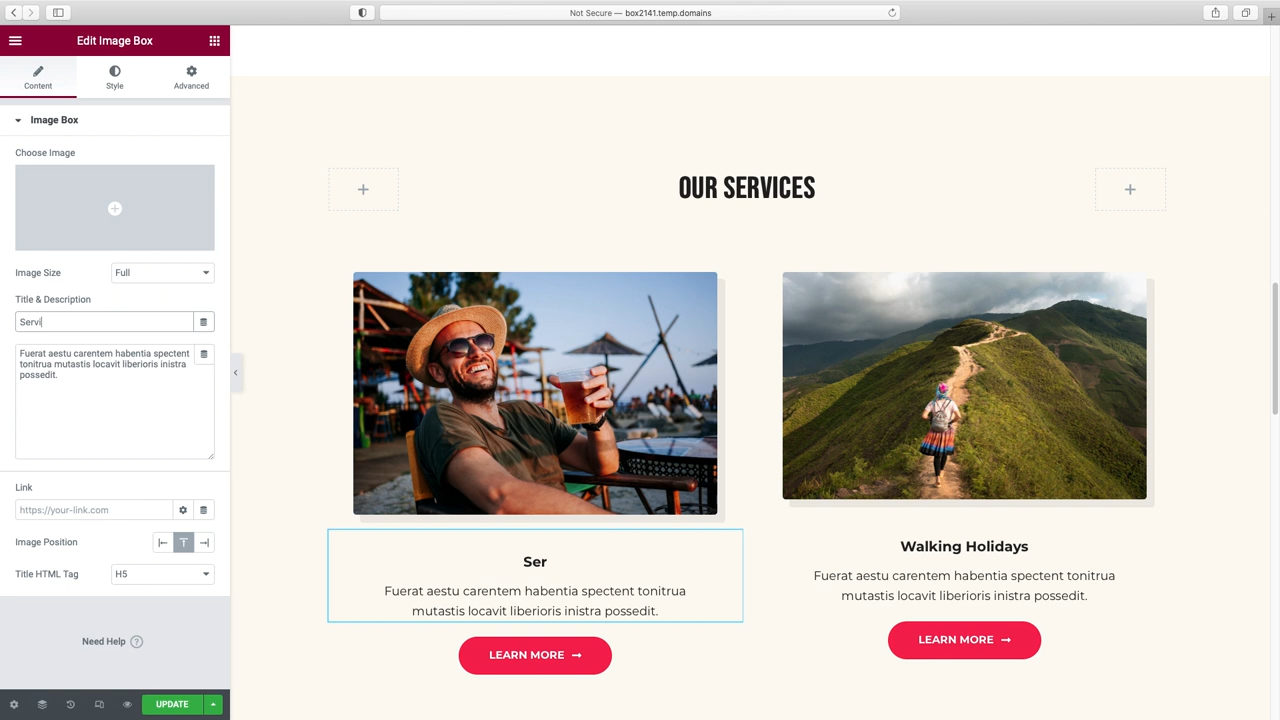 Not Secure — box2141.temp.domains
Edit Image Box
Content
Style
Advanced
Image Box
Choose Image
Image Size
Full
Title & Description
Servi
Fuerat aestu carentem habentia spectent
tonitrua mutastis locavit liberioris inistra
possedit.
Link
https://your-link.com
Image Position
Title HTML Tag
H5
Need Help ?
UPDATE
OUR SERVICES
Ser
Fuerat aestu carentem habentia spectent tonitrua
mutastis locavit liberioris inistra possedit.
LEARN MORE →
Walking Holidays
Fuerat aestu carentem habentia spectent tonitrua
mutastis locavit liberioris inistra possedit.
LEARN MORE →